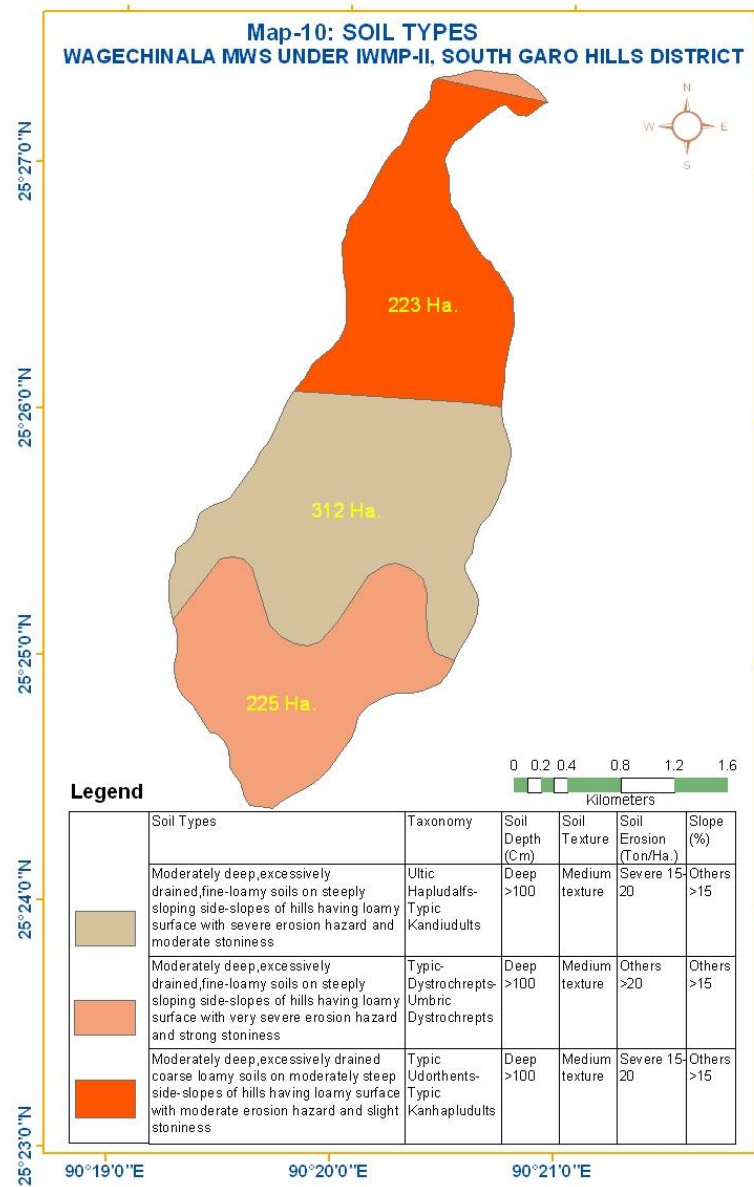 Map-10: SOIL TYPES
WAGECHINALA MWS UNDER IWMP-II, SOUTH GARO HILLS DISTRICT
N
W E
S
25°27'0"N
223 Ha.
25°26'0"N
312 Ha.
25°25'0"N
225 Ha.
0 0.2 0.4 0.8 1.2 1.6
Kilometers
Legend
Soil Types
Taxonomy
Soil
Depth
(Cm)
Soil
Texture
Soil
Erosion
(Ton/Ha.)
Slope
(%)
Moderately deep,excessively
drained,fine-loamy soils on steeply
sloping side-slopes of hills having loamy
surface with severe erosion hazard and
moderate stoniness
Ultic
Hapludalfs-
Typic
Kandiudults
Deep
>100
Medium
texture
Severe 15-
20
Others
>15
25°24'0"N
Moderately deep,excessively
drained,fine-loamy soils on steeply
sloping side-slopes of hills having loamy
surface with very severe erosion hazard
and strong stoniness
Typic-
Dystrochrepts-
Umbric
Dystrochrepts
Deep
>100
Medium
texture
Others
>20
Others
>15
Moderately deep,excessively drained
coarse loamy soils on moderately steep
side-slopes of hills having loamy surface
with moderate erosion hazard and slight
stoniness
Typic
Udorthents-
Typic
Kanhapludults
Deep
>100
Medium
texture
Severe 15-
20
Others
>15
25°23'0"N
90°19'0"E 90°20'0"E 90°21'0"E